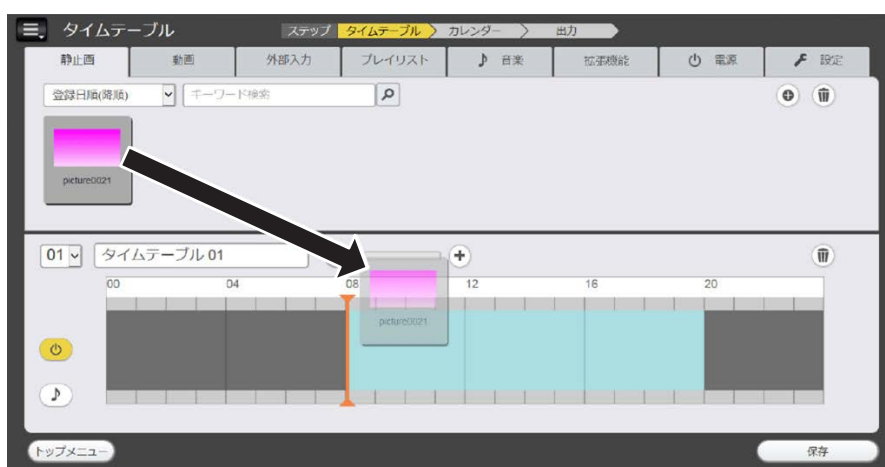 タイムテーブル ステップ タイムテーブル カレンダー 出力
静止画 動画 外部入力 プレイリスト 音楽 拡張機能 電源 設定
登録日順(降順) キーワード検索
picture0021
01 タイムテーブル 01
00 04 08 12 16 20
picture0021
トップメニュー 保存